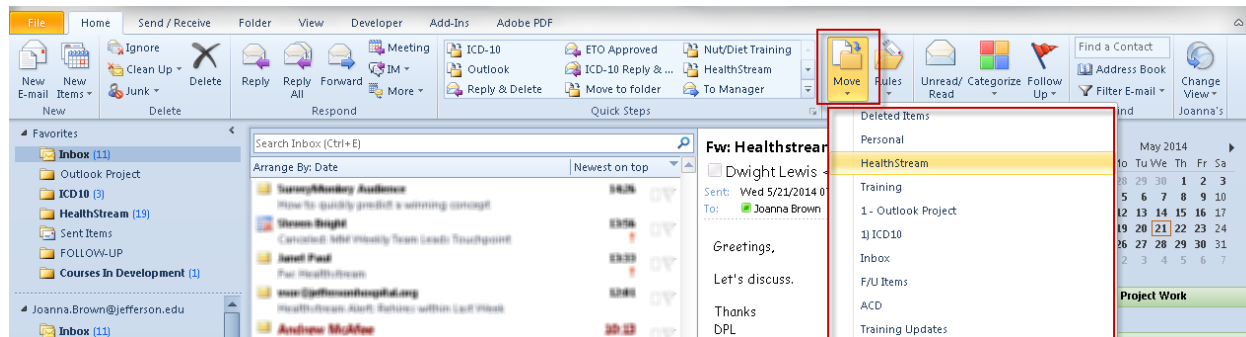 File Home Send / Receive Folder View Developer Add-Ins Adobe PDF
New E-mail
New Items
New
Ignore
Clean Up
Junk
Delete
Delete
Reply
Reply All
Forward
Meeting
IM
More
Respond
ICD-10
Outlook
Reply & Delete
ETO Approved
ICD-10 Reply & ...
Move to folder
Nut/Diet Training
HealthStream
To Manager
Quick Steps
Move
Rules
Unread/ Read
Categorize
Follow Up
Find a Contact
Address Book
Filter E-mail
Change View
Joanna's
Favorites
Inbox (11)
Outlook Project
ICD10 (3)
HealthStream (19)
Sent Items
FOLLOW-UP
Courses In Development (1)
Joanna.Brown@jefferson.edu
Inbox (11)
Search Inbox (Ctrl+E)
Arrange By: Date Newest on top
Fw: Healthstream
Dwight Lewis
Sent: Wed 5/21/2014
To: Joanna Brown
Greetings,
Let's discuss.
Thanks
DPL
Deleted Items
Personal
HealthStream
Training
1 - Outlook Project
1) ICD10
Inbox
F/U Items
ACD
Training Updates
May 2014
Tu We Th Fr Sa
28 29 30 1 2 3
5 6 7 8 9 10
12 13 14 15 16 17
19 20 21 22 23 24
26 27 28 29 30 31
2 3 4 5 6 7
Project Work